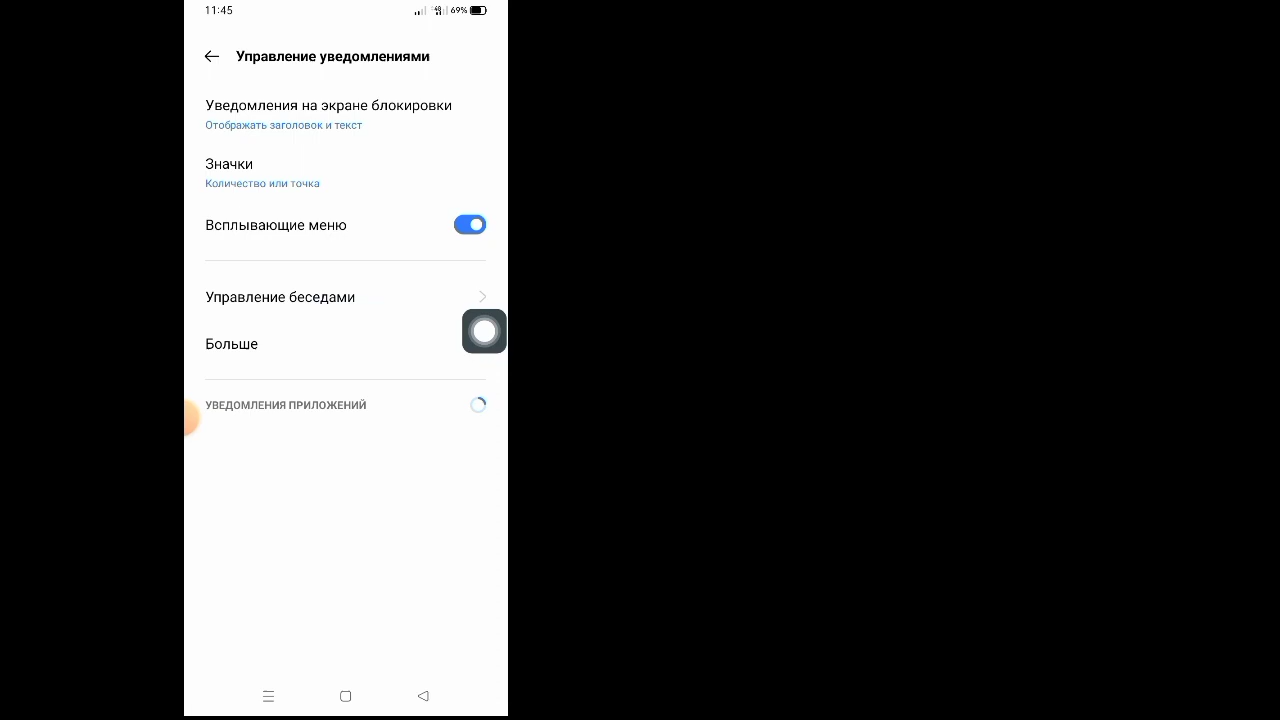 11:45
4G
69%
Управление уведомлениями
Уведомления на экране блокировки
Отображать заголовок и текст
Значки
Количество или точка
Всплывающие меню
Управление беседами
Больше
УВЕДОМЛЕНИЯ ПРИЛОЖЕНИЙ